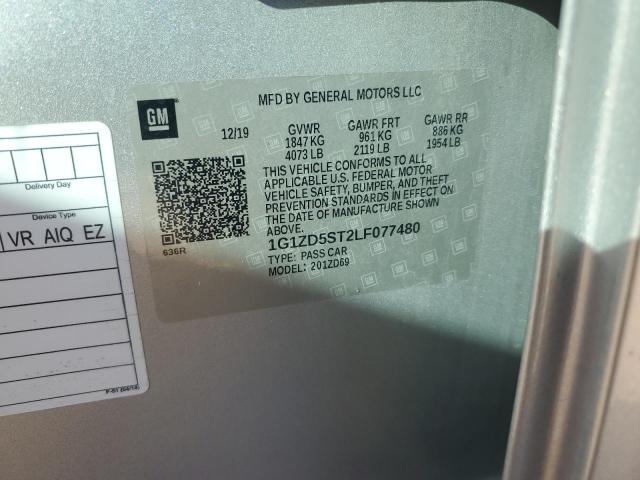 GM
MFD BY GENERAL MOTORS LLC
12/19 GVWR GAWR FRT GAWR RR
1847 KG 961 KG 886 KG
4073 LB 2119 LB 1954 LB
THIS VEHICLE CONFORMS TO ALL
APPLICABLE U.S. FEDERAL MOTOR
VEHICLE SAFETY, BUMPER, AND THEFT
PREVENTION STANDARDS IN EFFECT ON
THE DATE OF MANUFACTURE SHOWN
ABOVE.
636R
1G1ZD5ST2LF077480
TYPE: PASS CAR
MODEL: 201ZD69
Delivery Day
Device Type
VR AIQ EZ